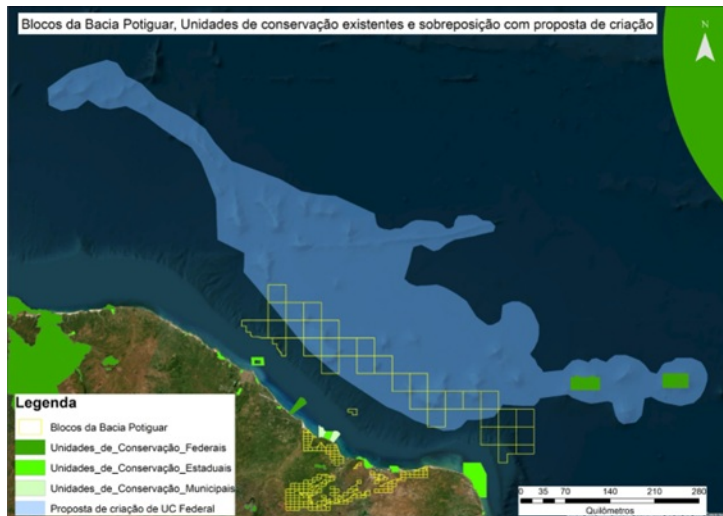 Blocos da Bacia Potiguar, Unidades de conservação existentes e sobreposição com proposta de criação
N
Legenda
Blocos da Bacia Potiguar
Unidades_de_Conservação_Federais
Unidades_de_Conservação_Estaduais
Unidades_de_Conservação_Municipais
Proposta de criação de UC Federal
0 35 70 140 210 280
Quilômetros